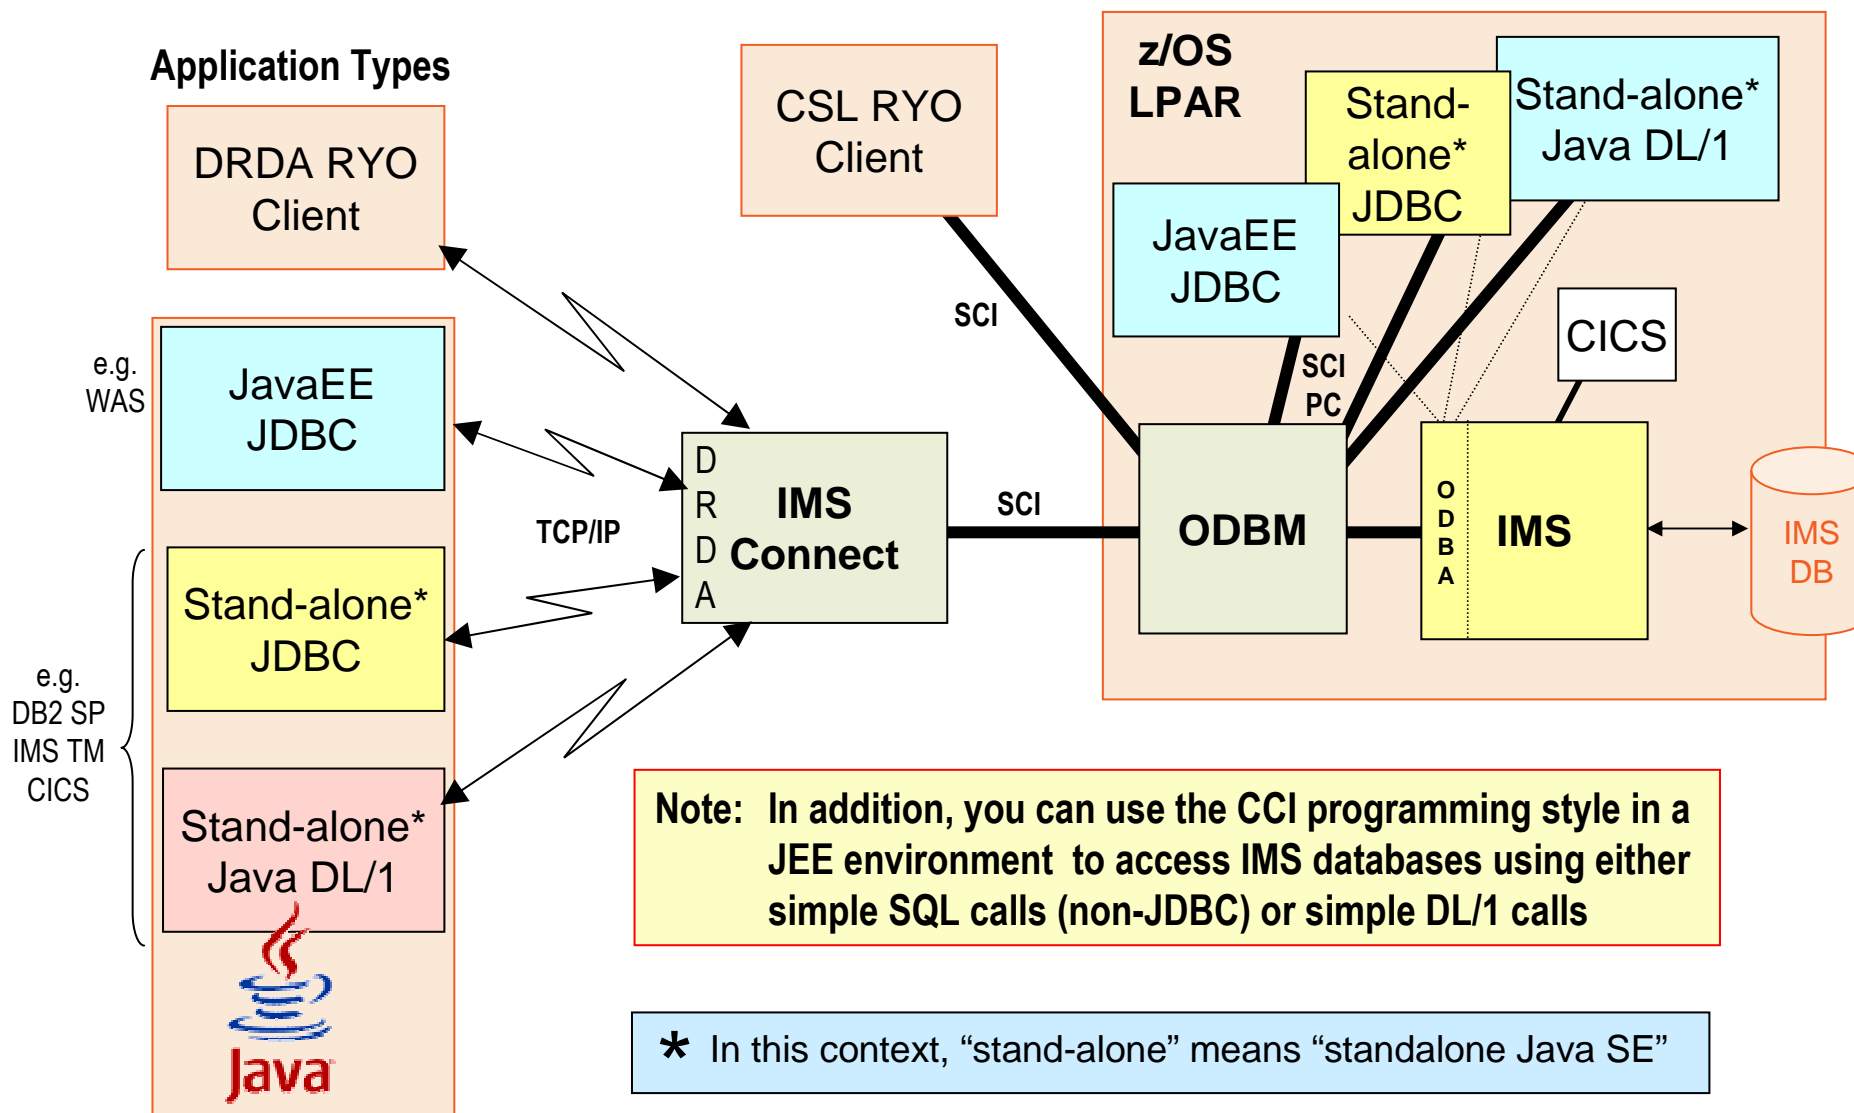 Application Types
DRDA RYO
Client
e.g.
WAS
JavaEE
JDBC
Stand-alone*
JDBC
e.g.
DB2 SP
IMS TM
CICS
Stand-alone*
Java DL/1
Java
TCP/IP
D
R
D
A
IMS
Connect
CSL RYO
Client
SCI
SCI
z/OS
LPAR
JavaEE
JDBC
Stand-
alone*
JDBC
Stand-alone*
Java DL/1
SCI
PC
CICS
ODBM
O
D
B
A
IMS
IMS
DB
Note: In addition, you can use the CCI programming style in a
JEE environment to access IMS databases using either
simple SQL calls (non-JDBC) or simple DL/1 calls
* In this context, “stand-alone” means “standalone Java SE”